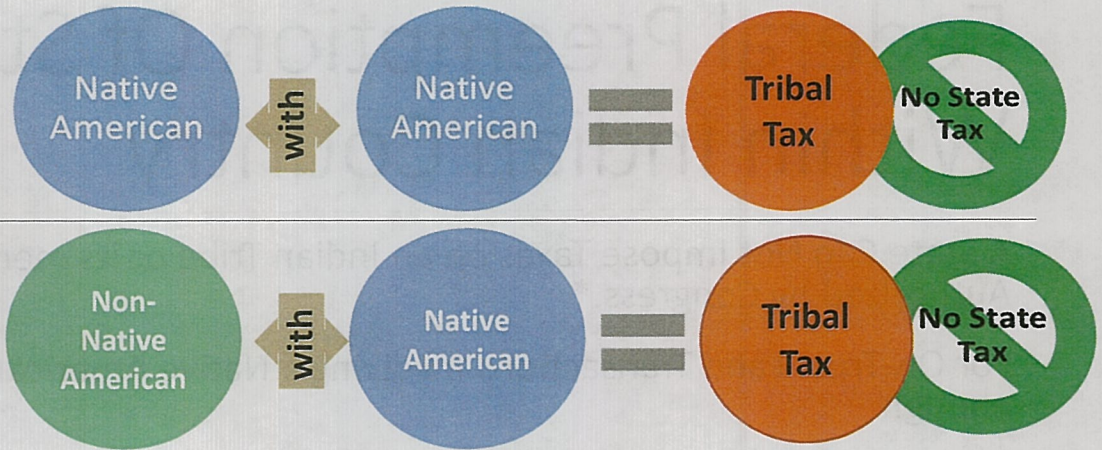 Native
American
with
Native
American
Tribal
Tax
No State
Tax
Non-
Native
American
with
Native
American
Tribal
Tax
No State
Tax